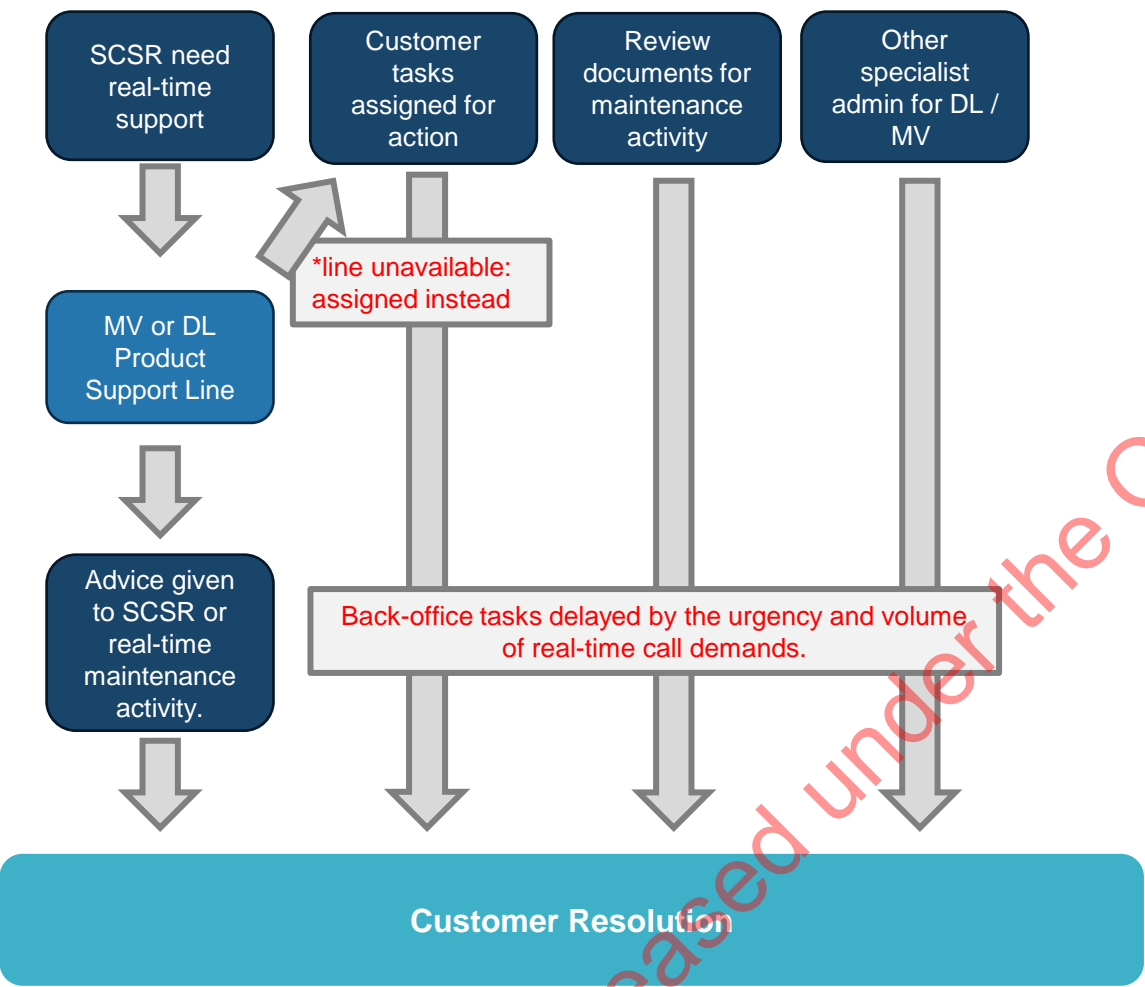 SCSR need
real-time
support
Customer
tasks
assigned for
action
Review
documents for
maintenance
activity
Other
specialist
admin for DL /
MV
*line unavailable:
assigned instead
MV or DL
Product
Support Line
Advice given
to SCSR or
real-time
maintenance
activity.
Back-office tasks delayed by the urgency and volume
of real-time call demands.
Customer Resolution
under the